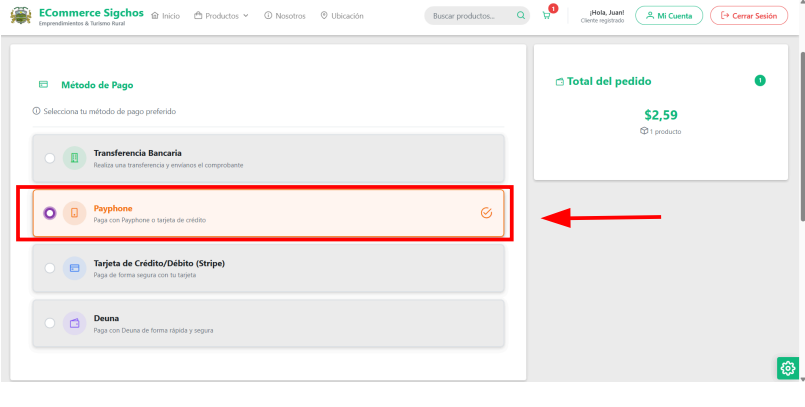 ECommerce Sigchos
Emprendimientos & Turismo Rural
Inicio
Productos
Nosotros
Ubicación
Buscar productos...
1
¡Hola, Juan!
Cliente registrado
Mi Cuenta
Cerrar Sesión
Método de Pago
Selecciona tu método de pago preferido
Transferencia Bancaria
Realiza una transferencia y envíanos el comprobante
Payphone
Paga con Payphone o tarjeta de crédito
Tarjeta de Crédito/Débito (Stripe)
Paga de forma segura con tu tarjeta
Deuna
Paga con Deuna de forma rápida y segura
Total del pedido
1
$2,59
1 producto